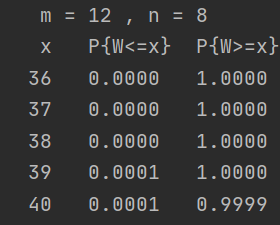 m = 12 , n = 8
x P{W<=x} P{W>=x}
36 0.0000 1.0000
37 0.0000 1.0000
38 0.0000 1.0000
39 0.0001 1.0000
40 0.0001 0.9999